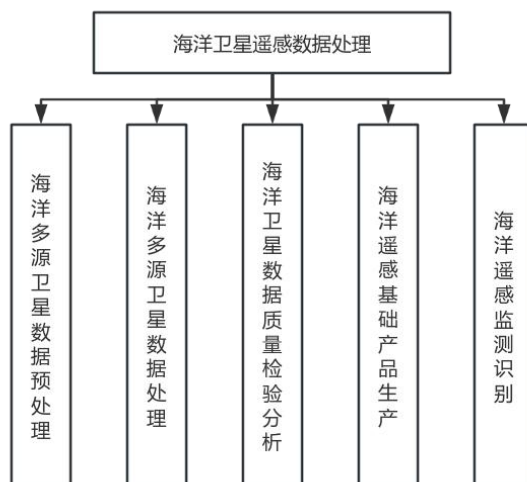 海洋卫星遥感数据处理
海洋多源卫星数据预处理
海洋多源卫星数据处理
海洋卫星数据质量检验分析
海洋遥感基础产品生产
海洋遥感监测识别